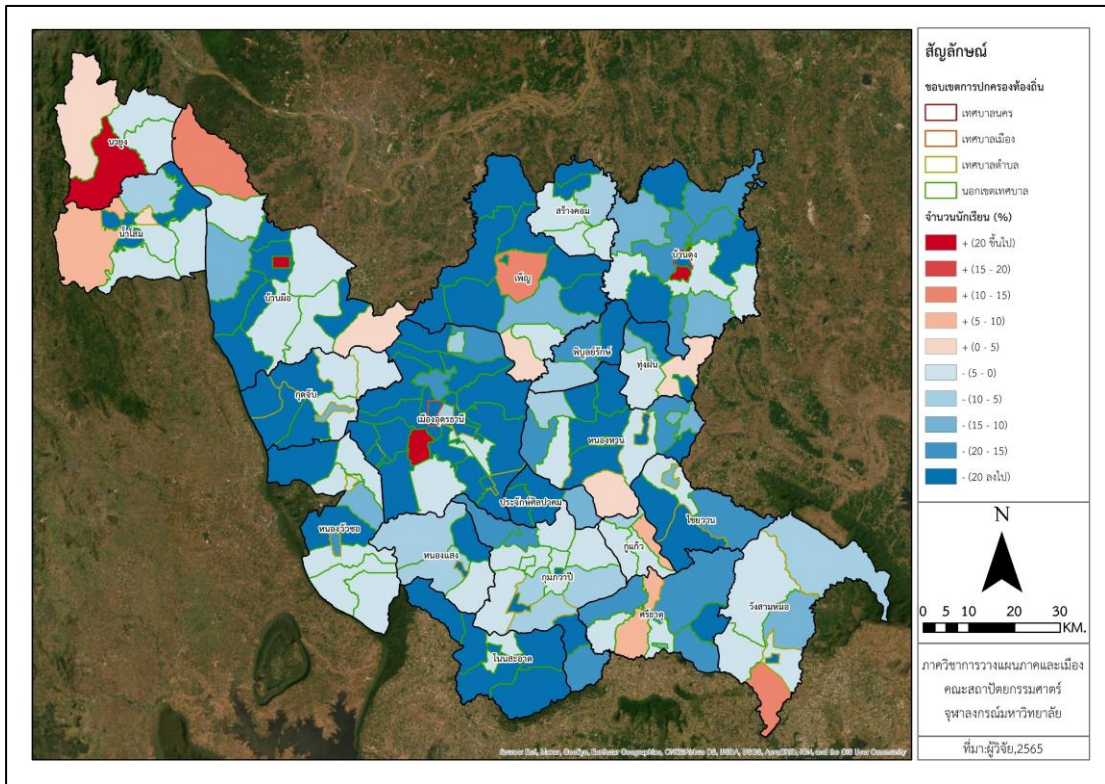 นายูง
น้ำโสม
บ้านผือ
สร้างคอม
เพ็ญ
บ้านดุง
พิบูลย์รักษ์
ทุ่งฝน
กุดจับ
เมืองอุดรธานี
หนองหาน
ประจักษ์ศิลปาคม
ไชยวาน
หนองวัวซอ
หนองแสง
กู่แก้ว
กุมภวาปี
ศรีธาตุ
วังสามหมอ
โนนสะอาด
สัญลักษณ์
ขอบเขตการปกครองท้องถิ่น
เทศบาลนคร
เทศบาลเมือง
เทศบาลตำบล
นอกเขตเทศบาล
จำนวนนักเรียน (%)
+ (20 ขึ้นไป)
+ (15 - 20)
+ (10 - 15)
+ (5 - 10)
+ (0 - 5)
- (5 - 0)
- (10 - 5)
- (15 - 10)
- (20 - 15)
- (20 ลงไป)
N
0 5 10 20 30
KM.
ภาควิชาการวางแผนภาคและเมือง
คณะสถาปัตยกรรมศาตร์
จุฬาลงกรณ์มหาวิทยาลัย
ที่มา:ผู้วิจัย,2565